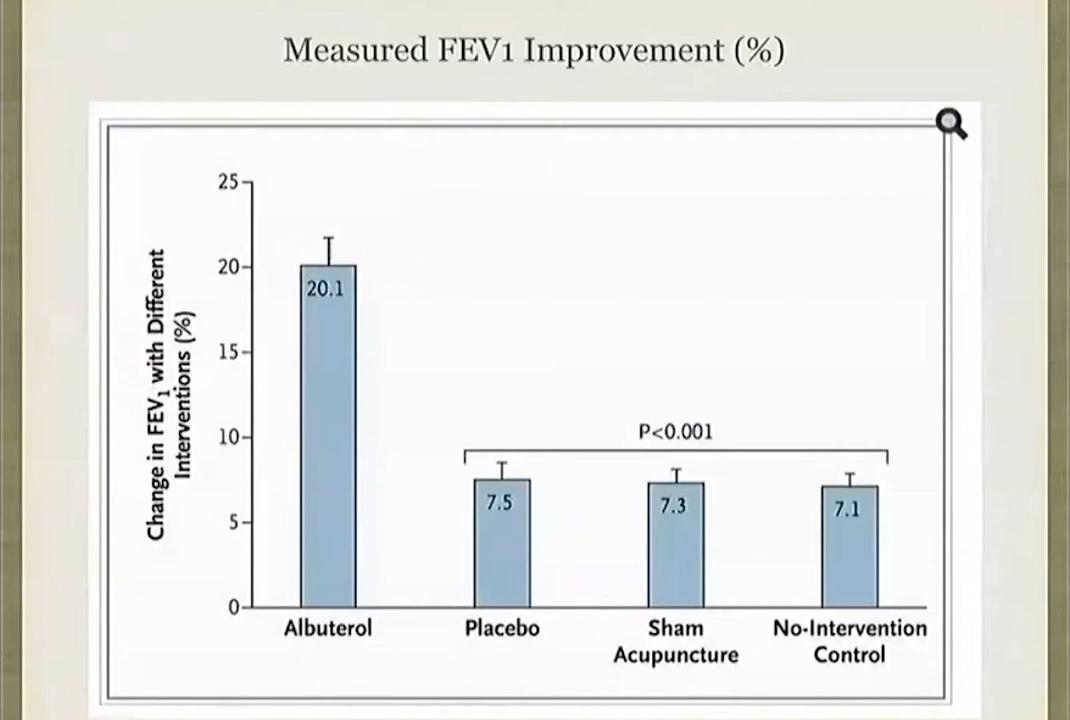 Measured FEV1 Improvement (%)
Change in FEV1 with Different
Interventions (%)
25
20
15
10
5
0
20.1
7.5
7.3
7.1
P<0.001
Albuterol
Placebo
Sham
Acupuncture
No-Intervention
Control